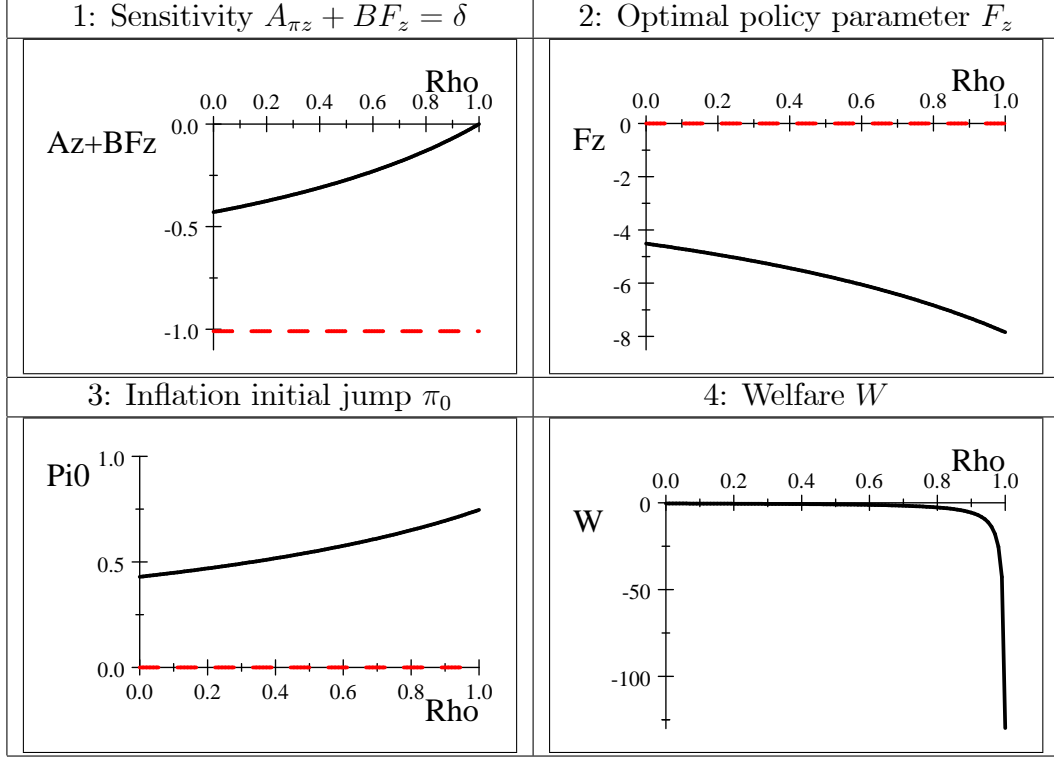 1: Sensitivity $A_{\pi z} + BF_z = \delta$
2: Optimal policy parameter $F_z$
Rho
0.0 0.2 0.4 0.6 0.8 1.0
0.0
Az+BFz
-0.5
-1.0
Rho
0.0 0.2 0.4 0.6 0.8 1.0
0
Fz
-2
-4
-6
-8
3: Inflation initial jump $\pi_0$
4: Welfare $W$
1.0
Pi0
0.5
0.0
0.0 0.2 0.4 0.6 0.8 1.0
Rho
Rho
0.0 0.2 0.4 0.6 0.8 1.0
0
W
-50
-100